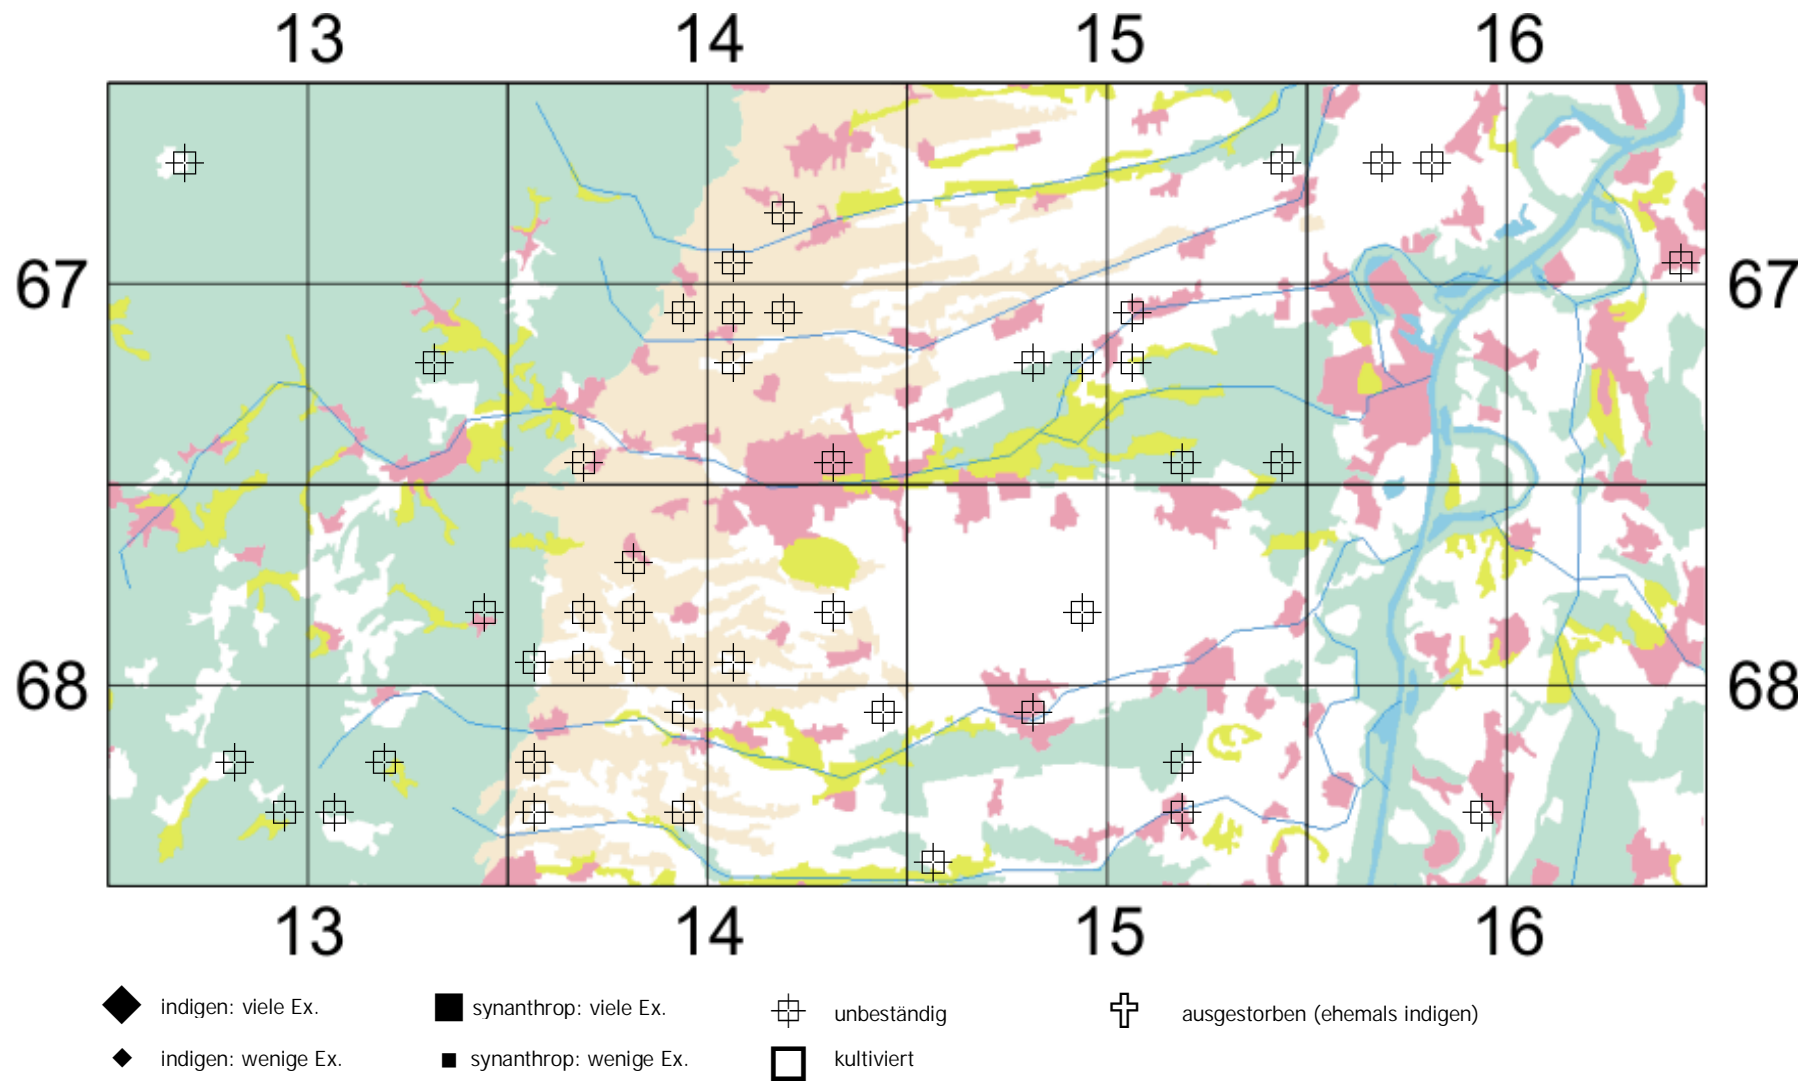 13 14 15 16
67 67
68 68
13 14 15 16
indigen: viele Ex. synanthrop: viele Ex. unbeständig ausgestorben (ehemals indigen)
indigen: wenige Ex. synanthrop: wenige Ex. kultiviert